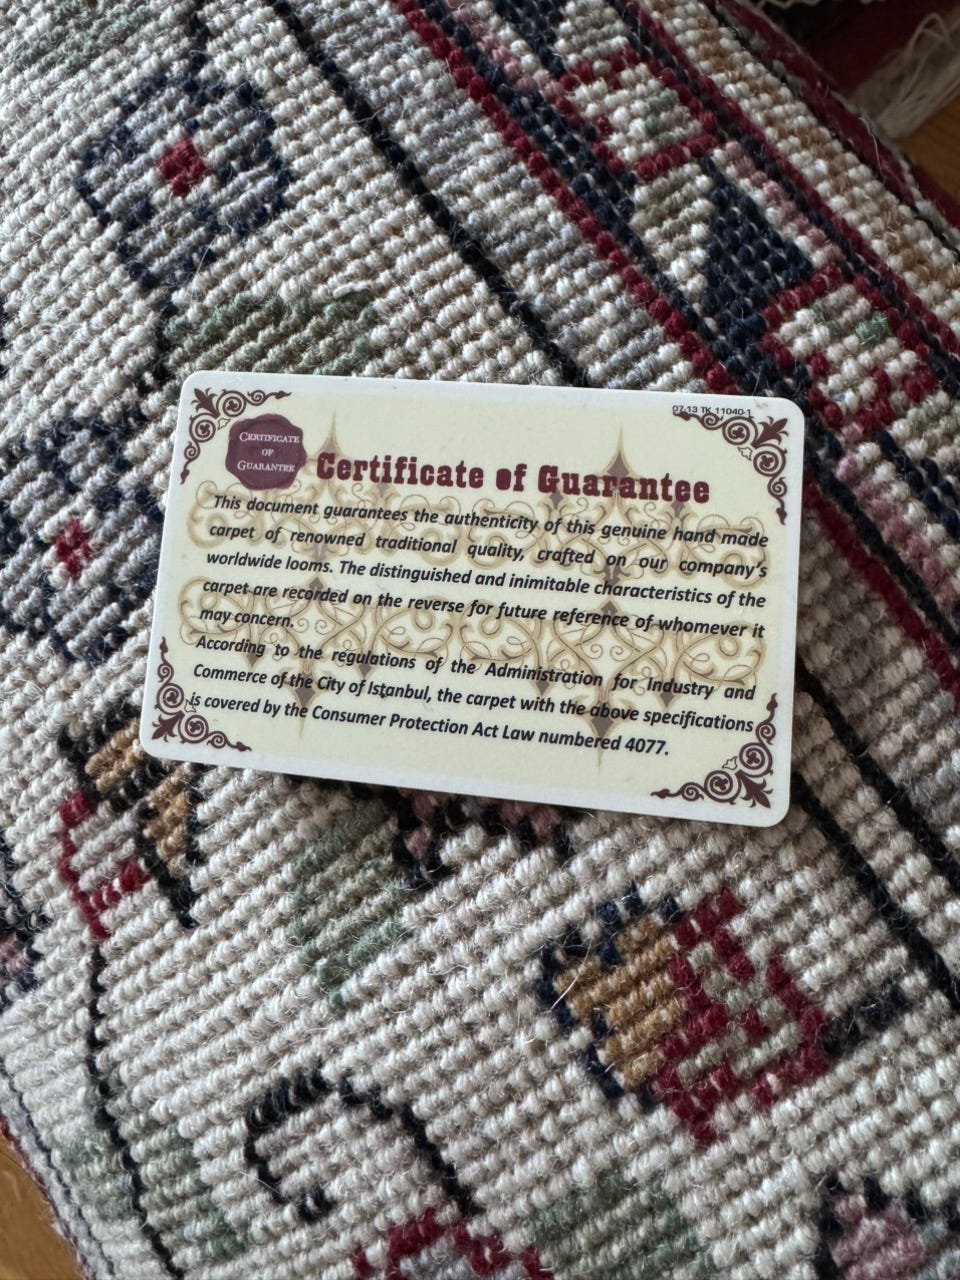 07-13 TK 11040-1
CERTIFICATE
OF
GUARANTEE
Certificate of Guarantee
This document guarantees the authenticity of this genuine hand made
carpet of renowned traditional quality, crafted on our company's
worldwide looms. The distinguished and inimitable characteristics of the
carpet are recorded on the reverse for future reference of whomever it
may concern.
According to the regulations of the Administration for Industry and
Commerce of the City of Istanbul, the carpet with the above specifications
is covered by the Consumer Protection Act Law numbered 4077.